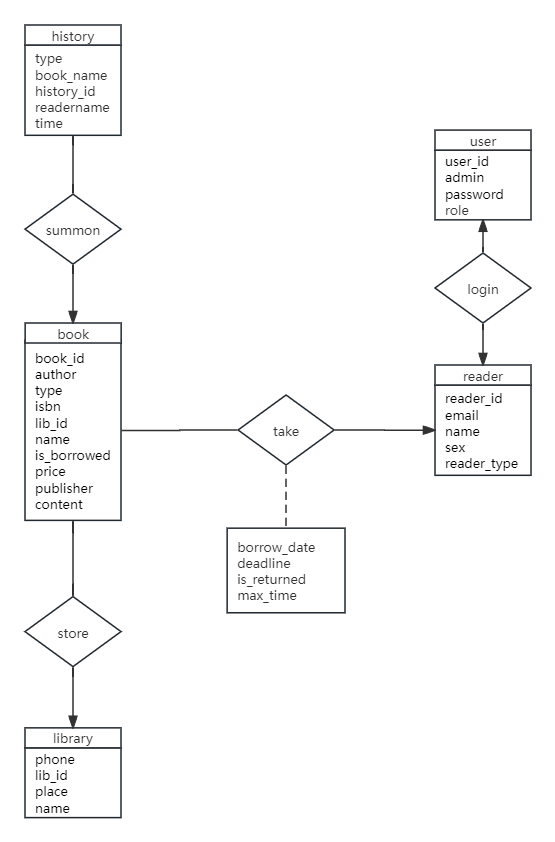 history
type
book_name
history_id
readername
time
summon
user
user_id
admin
password
role
login
book
book_id
author
type
isbn
lib_id
name
is_borrowed
price
publisher
content
take
reader
reader_id
email
name
sex
reader_type
borrow_date
deadline
is_returned
max_time
store
library
phone
lib_id
place
name